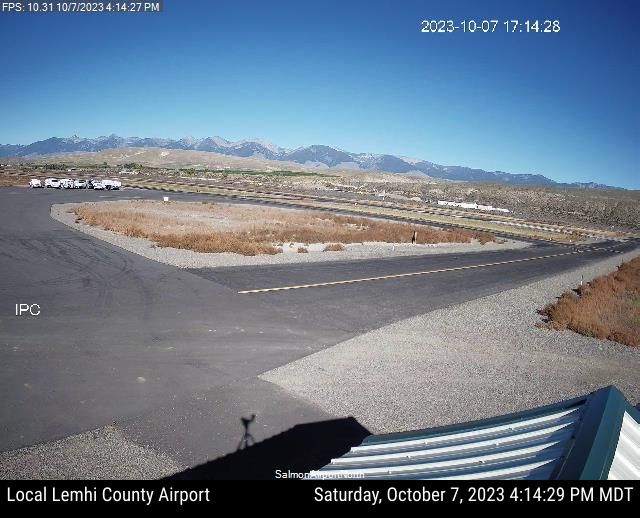 FPS: 10.31 10/7/2023 4:14:27 PM
2023-10-07 17:14:28
IPC
Local Lemhi County Airport
Saturday, October 7, 2023 4:14:29 PM MDT